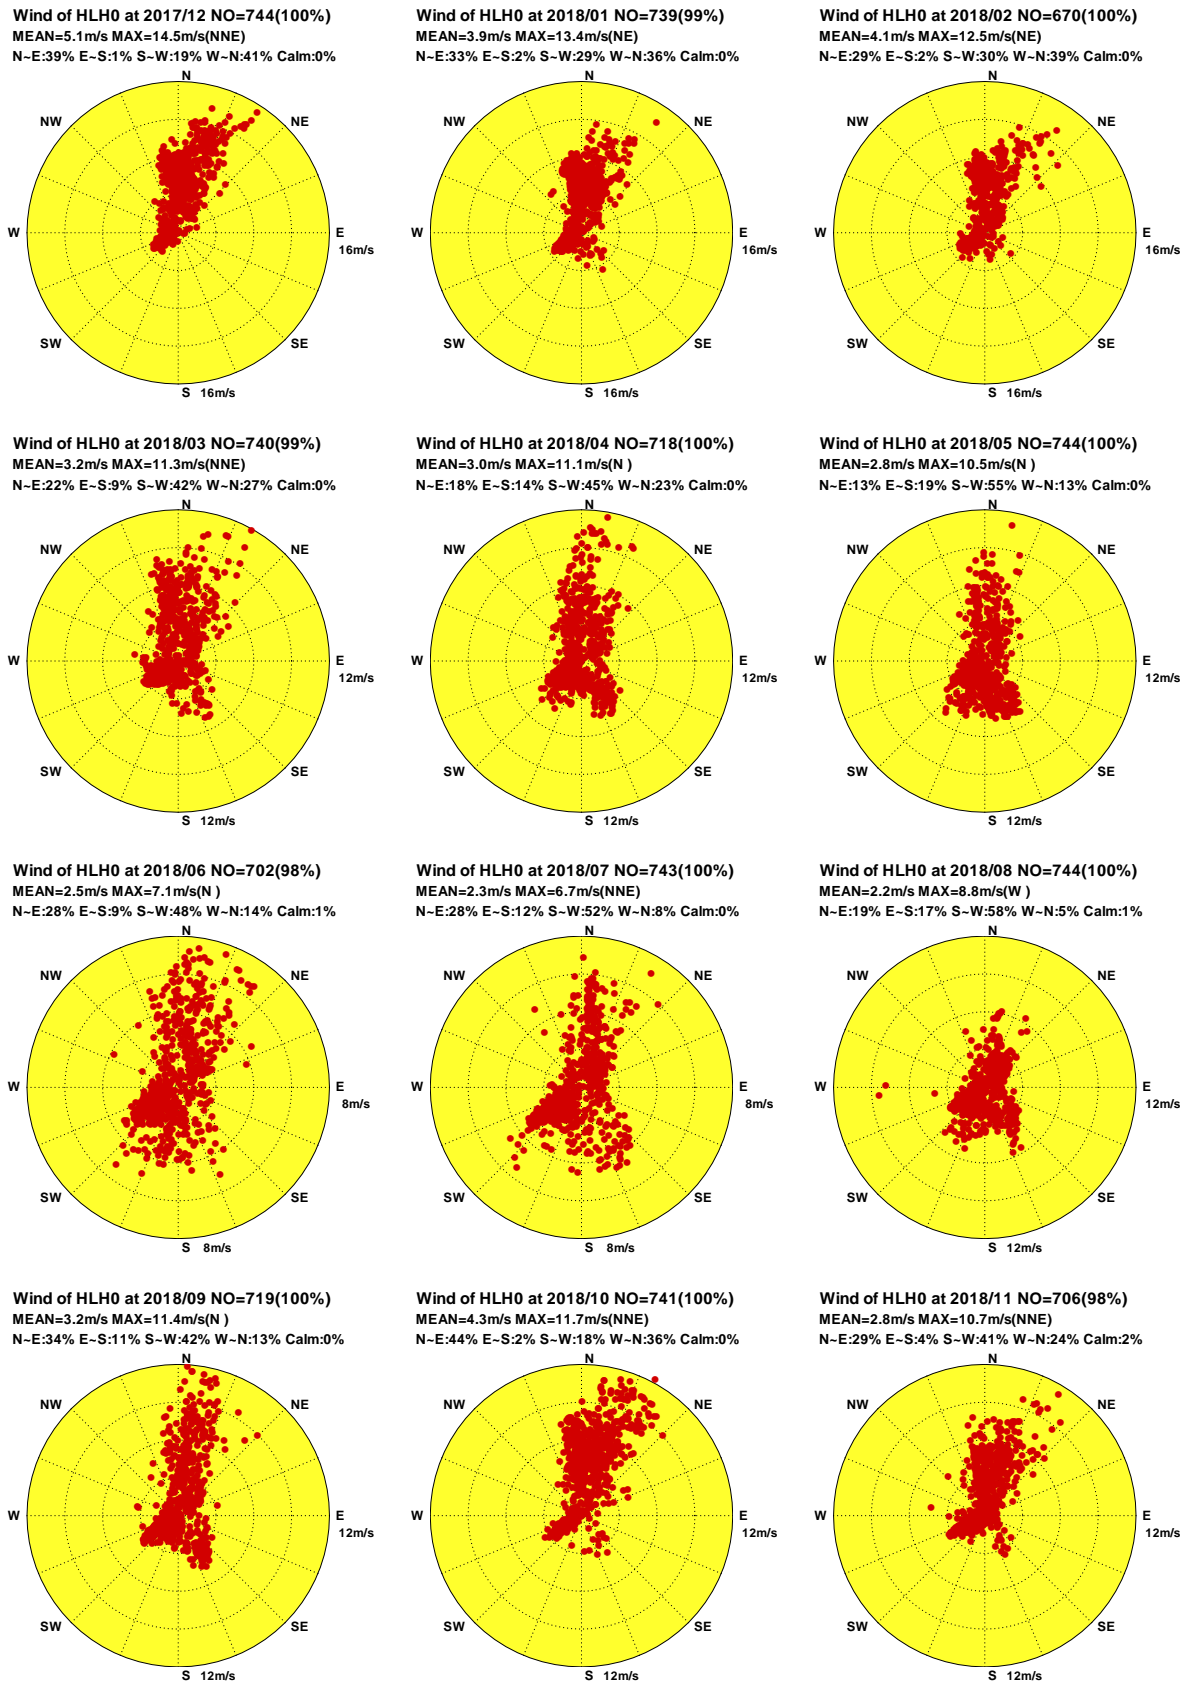 Wind of HLH0 at 2017/12 NO=744(100%)
MEAN=5.1m/s MAX=14.5m/s(NNE)
N~E:39% E~S:1% S~W:19% W~N:41% Calm:0%
N
NW
NE
W
E
16m/s
SW
SE
S 16m/s
Wind of HLH0 at 2018/01 NO=739(99%)
MEAN=3.9m/s MAX=13.4m/s(NE)
N~E:33% E~S:2% S~W:29% W~N:36% Calm:0%
N
NW
NE
W
E
16m/s
SW
SE
S 16m/s
Wind of HLH0 at 2018/02 NO=670(100%)
MEAN=4.1m/s MAX=12.5m/s(NE)
N~E:29% E~S:2% S~W:30% W~N:39% Calm:0%
N
NW
NE
W
E
16m/s
SW
SE
S 16m/s
Wind of HLH0 at 2018/03 NO=740(99%)
MEAN=3.2m/s MAX=11.3m/s(NNE)
N~E:22% E~S:9% S~W:42% W~N:27% Calm:0%
N
NW
NE
W
E
12m/s
SW
SE
S 12m/s
Wind of HLH0 at 2018/04 NO=718(100%)
MEAN=3.0m/s MAX=11.1m/s(N )
N~E:18% E~S:14% S~W:45% W~N:23% Calm:0%
N
NW
NE
W
E
12m/s
SW
SE
S 12m/s
Wind of HLH0 at 2018/05 NO=744(100%)
MEAN=2.8m/s MAX=10.5m/s(N )
N~E:13% E~S:19% S~W:55% W~N:13% Calm:0%
N
NW
NE
W
E
12m/s
SW
SE
S 12m/s
Wind of HLH0 at 2018/06 NO=702(98%)
MEAN=2.5m/s MAX=7.1m/s(N )
N~E:28% E~S:9% S~W:48% W~N:14% Calm:1%
N
NW
NE
W
E
8m/s
SW
SE
S 8m/s
Wind of HLH0 at 2018/07 NO=743(100%)
MEAN=2.3m/s MAX=6.7m/s(NNE)
N~E:28% E~S:12% S~W:52% W~N:8% Calm:0%
N
NW
NE
W
E
8m/s
SW
SE
S 8m/s
Wind of HLH0 at 2018/08 NO=744(100%)
MEAN=2.2m/s MAX=8.8m/s(W )
N~E:19% E~S:17% S~W:58% W~N:5% Calm:1%
N
NW
NE
W
E
12m/s
SW
SE
S 12m/s
Wind of HLH0 at 2018/09 NO=719(100%)
MEAN=3.2m/s MAX=11.4m/s(N )
N~E:34% E~S:11% S~W:42% W~N:13% Calm:0%
N
NW
NE
W
E
12m/s
SW
SE
S 12m/s
Wind of HLH0 at 2018/10 NO=741(100%)
MEAN=4.3m/s MAX=11.7m/s(NNE)
N~E:44% E~S:2% S~W:18% W~N:36% Calm:0%
N
NW
NE
W
E
12m/s
SW
SE
S 12m/s
Wind of HLH0 at 2018/11 NO=706(98%)
MEAN=2.8m/s MAX=10.7m/s(NNE)
N~E:29% E~S:4% S~W:41% W~N:24% Calm:2%
N
NW
NE
W
E
12m/s
SW
SE
S 12m/s